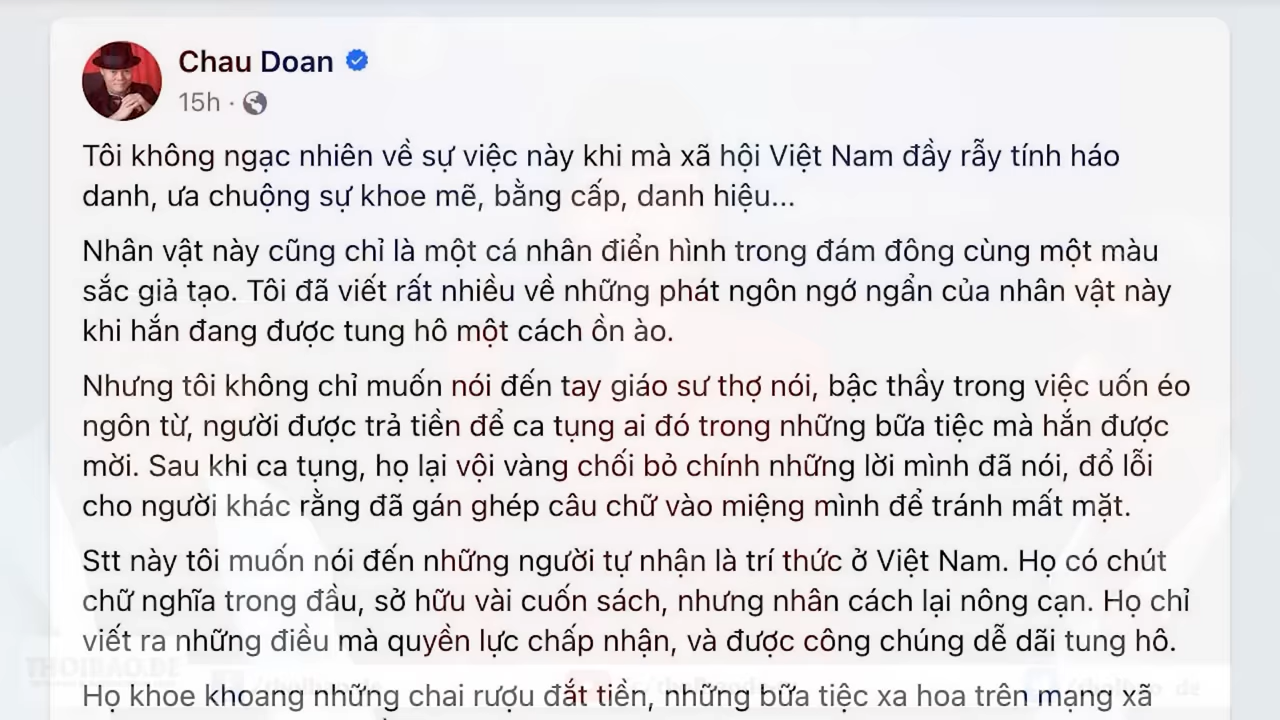 Chau Doan
15h ·
Tôi không ngạc nhiên về sự việc này khi mà xã hội Việt Nam đầy rẫy tính háo
danh, ưa chuộng sự khoe mẽ, bằng cấp, danh hiệu...
Nhân vật này cũng chỉ là một cá nhân điển hình trong đám đông cùng một màu
sắc giả tạo. Tôi đã viết rất nhiều về những phát ngôn ngớ ngẩn của nhân vật này
khi hắn đang được tung hô một cách ồn ào.
Nhưng tôi không chỉ muốn nói đến tay giáo sư thợ nói, bậc thầy trong việc uốn éo
ngôn từ, người được trả tiền để ca tụng ai đó trong những bữa tiệc mà hắn được
mời. Sau khi ca tụng, họ lại vội vàng chối bỏ chính những lời mình đã nói, đổ lỗi
cho người khác rằng đã gán ghép câu chữ vào miệng mình để tránh mất mặt.
Stt này tôi muốn nói đến những người tự nhận là trí thức ở Việt Nam. Họ có chút
chữ nghĩa trong đầu, sở hữu vài cuốn sách, nhưng nhân cách lại nông cạn. Họ chỉ
viết ra những điều mà quyền lực chấp nhận, và được công chúng dễ dãi tung hô.
THOIBAO.DE
Họ khoe khoang những chai rượu đắt tiền, những bữa tiệc xa hoa trên mạng xã